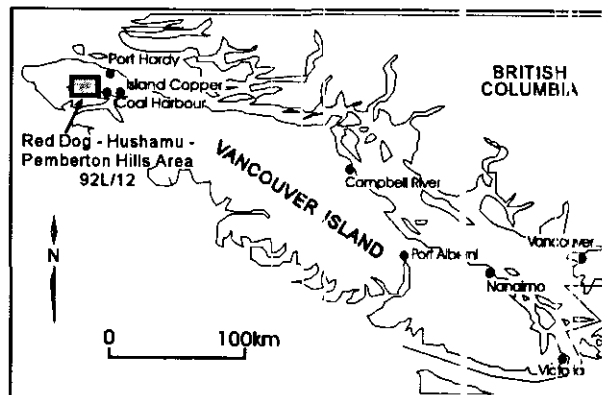 Port Hardy
BRITISH
COLUMBIA
Island Copper
Coal Harbour
Red Dog - Hushamu -
Pemberton Hills Area
92L/12
VANCOUVER ISLAND
Campbell River
Vancouver
N
Port Alberni
Nanaimo
0 100km
Victoria